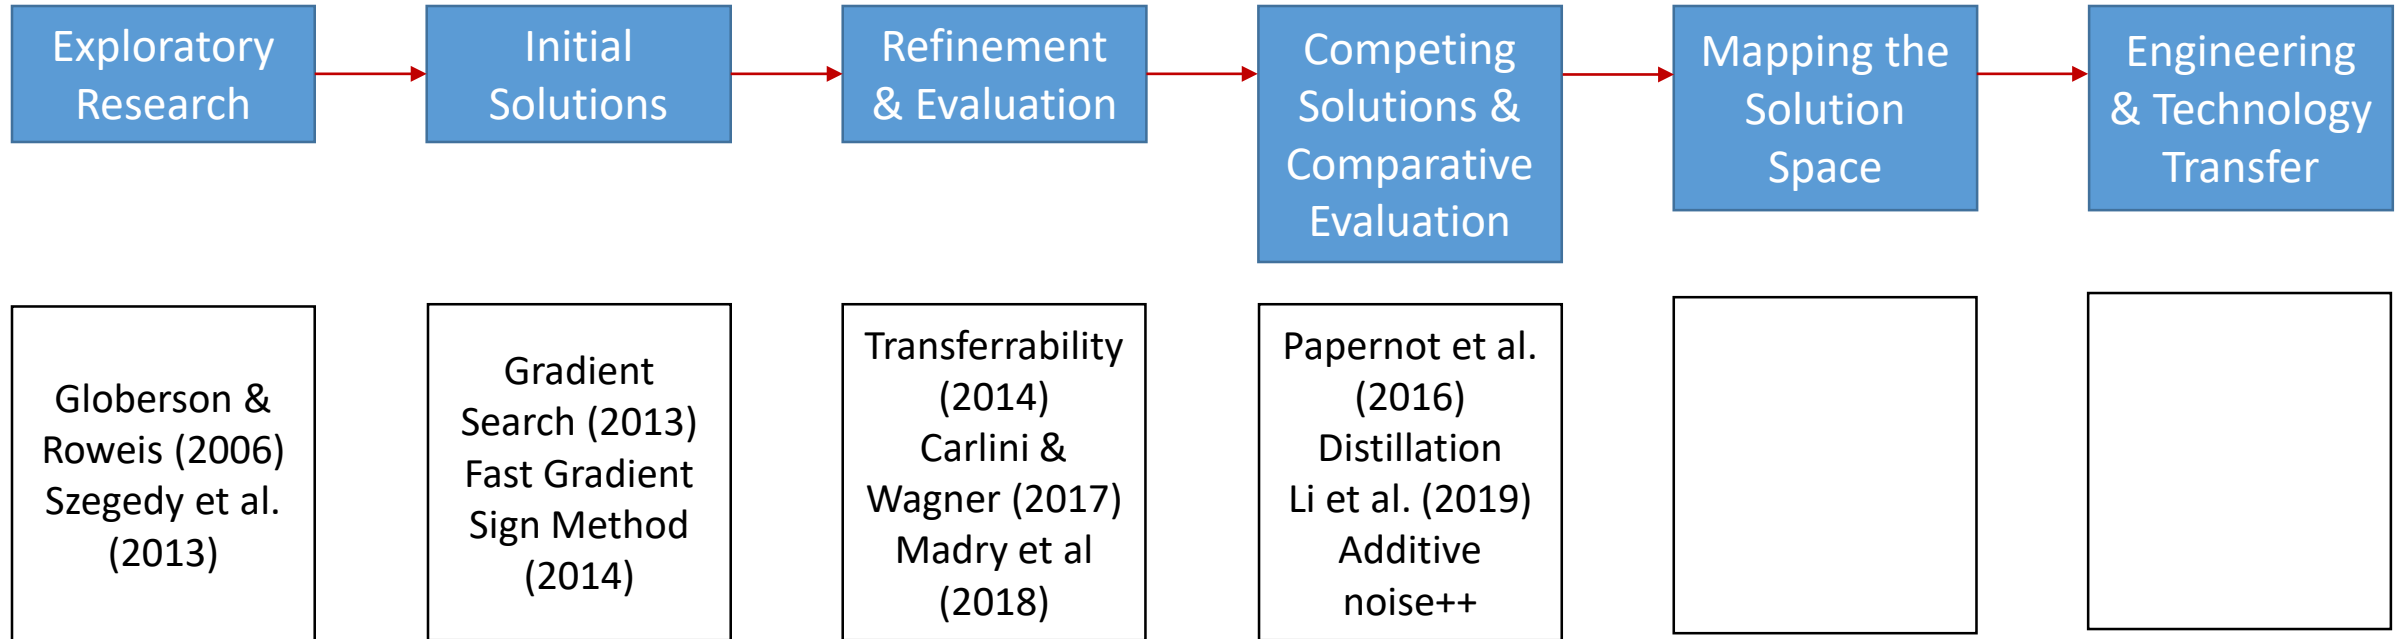 Exploratory
Research
Initial
Solutions
Refinement
& Evaluation
Competing
Solutions &
Comparative
Evaluation
Mapping the
Solution
Space
Engineering
& Technology
Transfer
Globerson &
Roweis (2006)
Szegedy et al.
(2013)
Gradient
Search (2013)
Fast Gradient
Sign Method
(2014)
Transferrability
(2014)
Carlini &
Wagner (2017)
Madry et al
(2018)
Papernot et al.
(2016)
Distillation
Li et al. (2019)
Additive
noise++